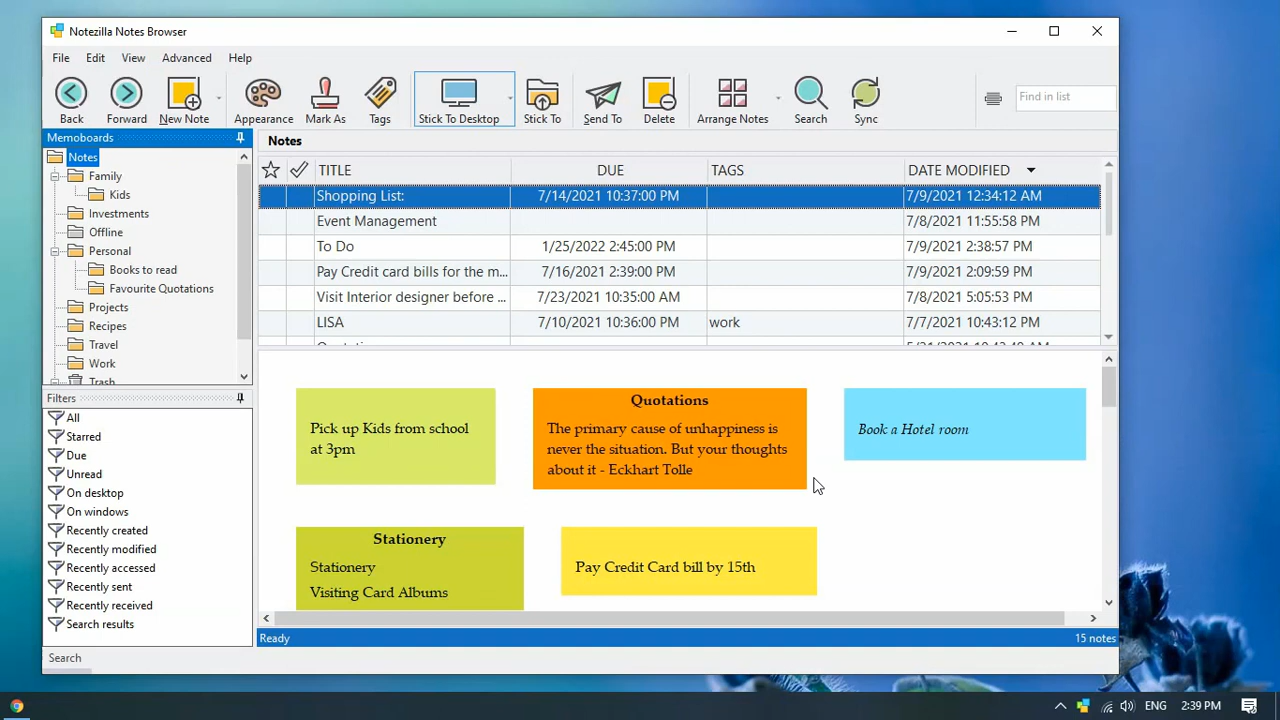 Notezilla Notes Browser
File Edit View Advanced Help
Back Forward New Note Appearance Mark As Tags Stick To Desktop Stick To Send To Delete Arrange Notes Search Sync Find in list
Memoboards
Notes
Family
Kids
Investments
Offline
Personal
Books to read
Favourite Quotations
Projects
Recipes
Travel
Work
Trash
Filters
All
Starred
Due
Unread
On desktop
On windows
Recently created
Recently modified
Recently accessed
Recently sent
Recently received
Search results
Notes
TITLE DUE TAGS DATE MODIFIED
Shopping List: 7/14/2021 10:37:00 PM 7/9/2021 12:34:12 AM
Event Management 7/8/2021 11:55:58 PM
To Do 1/25/2022 2:45:00 PM 7/9/2021 2:38:57 PM
Pay Credit card bills for the m... 7/16/2021 2:39:00 PM 7/9/2021 2:09:59 PM
Visit Interior designer before ... 7/23/2021 10:35:00 AM 7/8/2021 5:05:53 PM
LISA 7/10/2021 10:36:00 PM work 7/7/2021 10:43:12 PM
Pick up Kids from school
at 3pm
Quotations
The primary cause of unhappiness is
never the situation. But your thoughts
about it - Eckhart Tolle
Book a Hotel room
Stationery
Stationery
Visiting Card Albums
Pay Credit Card bill by 15th
Ready 15 notes
Search
ENG 2:39 PM